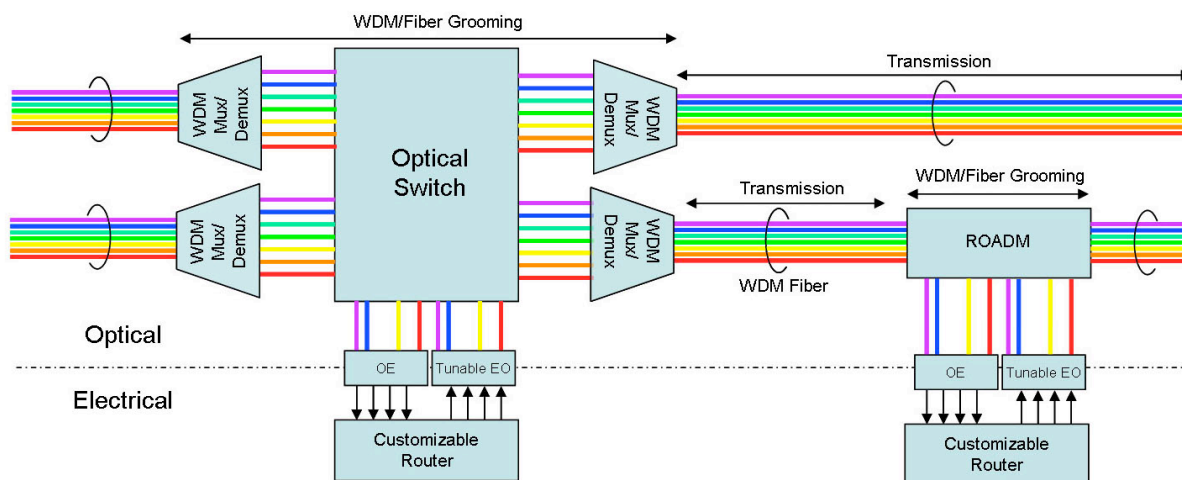 WDM/Fiber Grooming
Transmission
WDM
Mux/
Demux
Optical
Switch
WDM
Mux/
Demux
WDM
Mux/
Demux
WDM
Mux/
Demux
Transmission
WDM Fiber
WDM/Fiber Grooming
ROADM
Optical
Electrical
OE
Tunable EO
Customizable
Router
OE
Tunable EO
Customizable
Router